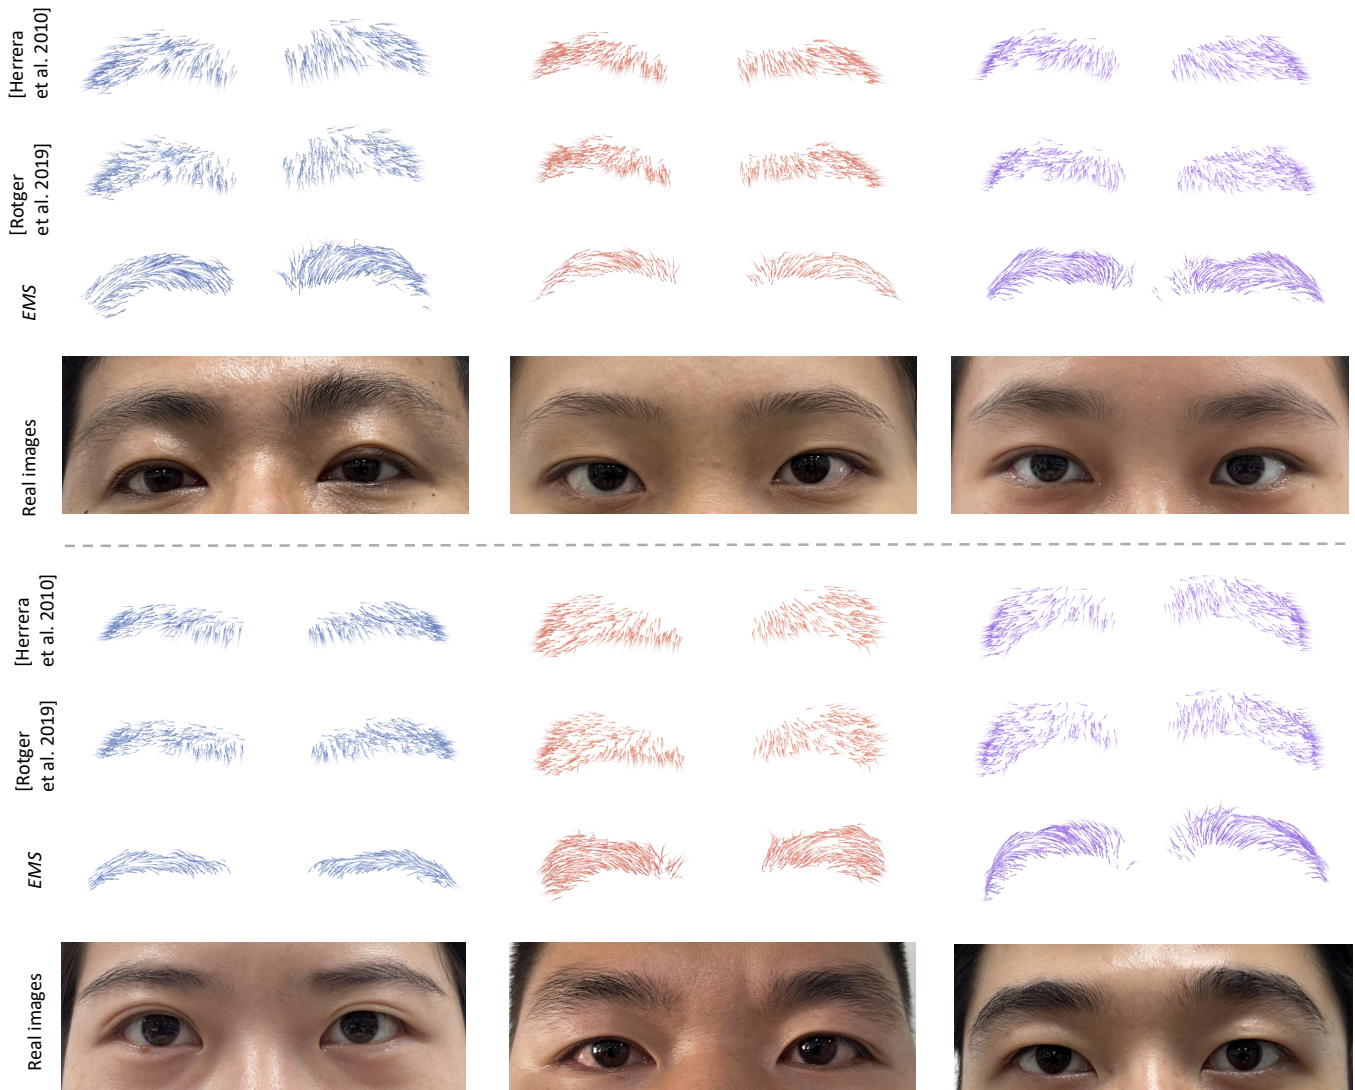 [Herrera
et al. 2010]
[Rotger
et al. 2019]
EMS
Real images
[Herrera
et al. 2010]
[Rotger
et al. 2019]
EMS
Real images